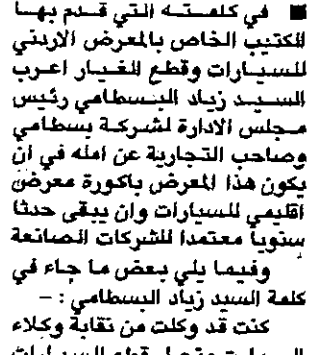 في كلمته التي قدم بها
الكتيب الخاص بالمعرض الاردني
للسيارات وقطع الغيار اعرب
السيد زياد البسطامي رئيس
مجلس الادارة لشركة بسطامي
وصاحب التجارية عن امله في ان
يكون هذا المعرض باكورة معرض
اقليمي للسيارات وان يبقى حدثا
سنويا معتمدا للشركات الصانعة
وفيما يلي بعض ما جاء في
كلمة السيد زياد البسطامي : –
كنت قد وكلت من نقابة وكلاء
قطع السيارات